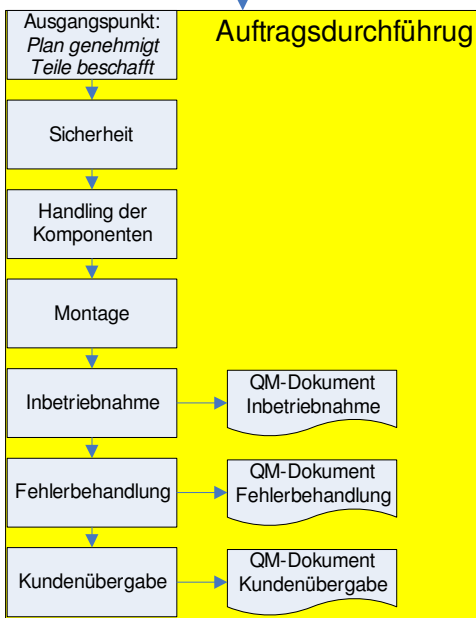 Auftragsdurchführug
Ausgangspunkt:
Plan genehmigt
Teile beschafft
Sicherheit
Handling der
Komponenten
Montage
Inbetriebnahme
QM-Dokument
Inbetriebnahme
Fehlerbehandlung
QM-Dokument
Fehlerbehandlung
Kundenübergabe
QM-Dokument
Kundenübergabe